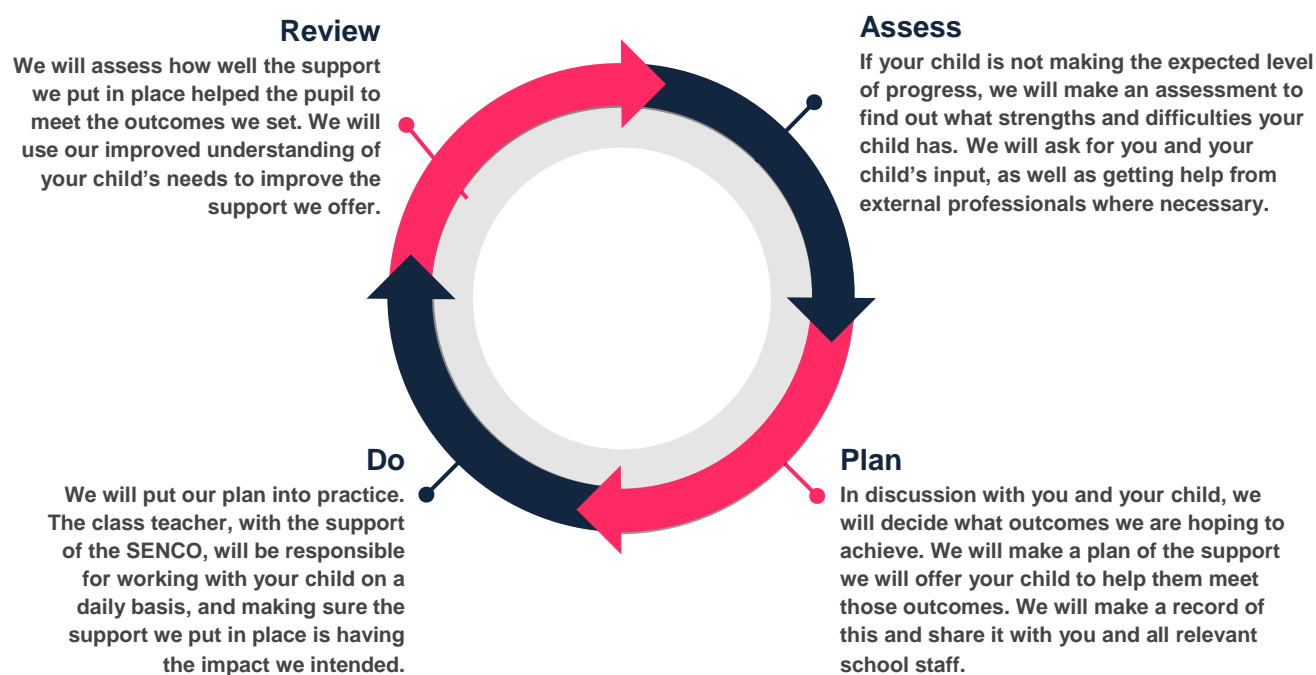 Review
We will assess how well the support
we put in place helped the pupil to
meet the outcomes we set. We will
use our improved understanding of
your child's needs to improve the
support we offer.
Assess
If your child is not making the expected level
of progress, we will make an assessment to
find out what strengths and difficulties your
child has. We will ask for you and your
child's input, as well as getting help from
external professionals where necessary.
Do
We will put our plan into practice.
The class teacher, with the support
of the SENCO, will be responsible
for working with your child on a
daily basis, and making sure the
support we put in place is having
the impact we intended.
Plan
In discussion with you and your child, we
will decide what outcomes we are hoping to
achieve. We will make a plan of the support
we will offer your child to help them meet
those outcomes. We will make a record of
this and share it with you and all relevant
school staff.